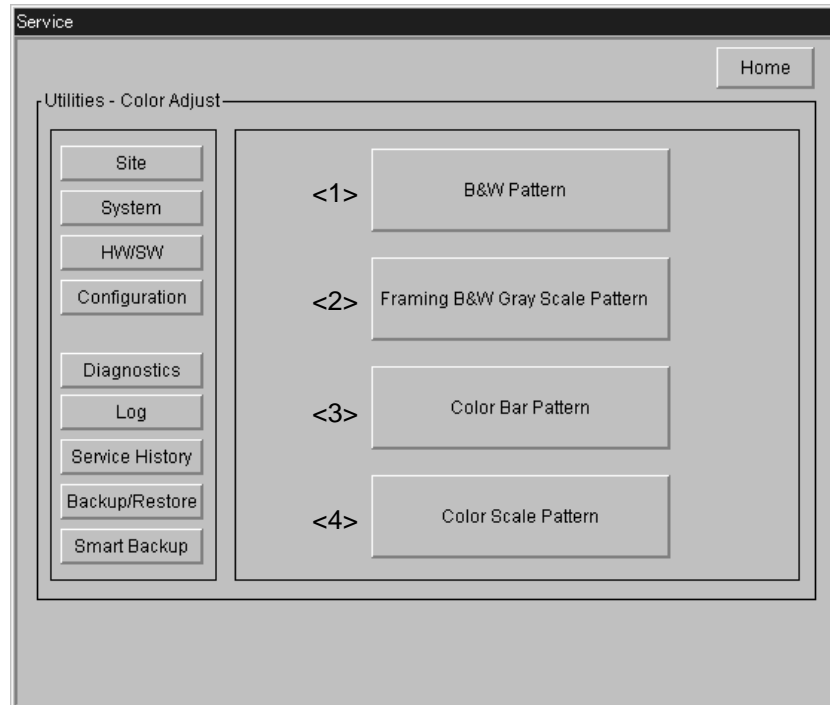 Service
Home
Utilities - Color Adjust
Site
System
HW/SW
Configuration
Diagnostics
Log
Service History
Backup/Restore
Smart Backup
<1> B&W Pattern
<2> Framing B&W Gray Scale Pattern
<3> Color Bar Pattern
<4> Color Scale Pattern